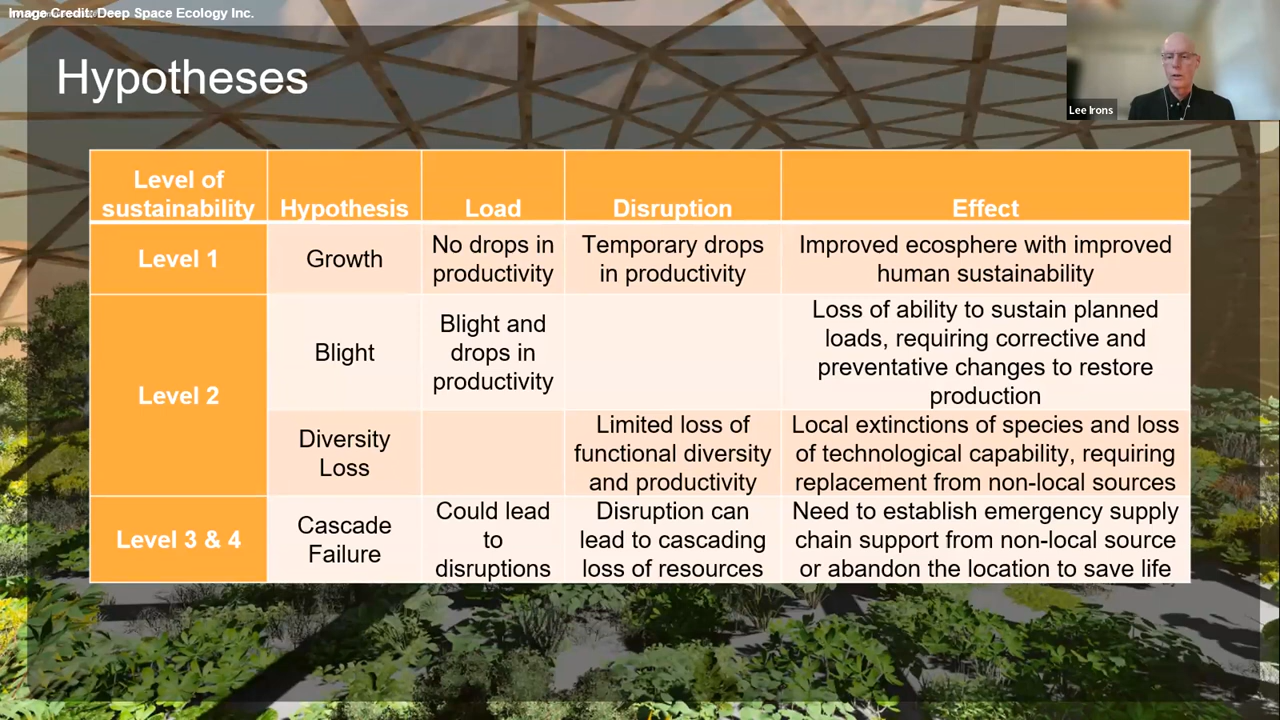 Image Credit: Deep Space Ecology Inc.
Hypotheses
Lee Irons
Level of
sustainability
Hypothesis
Load
Disruption
Effect
Level 1
Growth
No drops in
productivity
Temporary drops
in productivity
Improved ecosphere with improved
human sustainability
Level 2
Blight
Blight and
drops in
productivity
Loss of ability to sustain planned
loads, requiring corrective and
preventative changes to restore
production
Diversity
Loss
Limited loss of
functional diversity
and productivity
Local extinctions of species and loss
of technological capability, requiring
replacement from non-local sources
Level 3 & 4
Cascade
Failure
Could lead
to
disruptions
Disruption can
lead to cascading
loss of resources
Need to establish emergency supply
chain support from non-local source
or abandon the location to save life